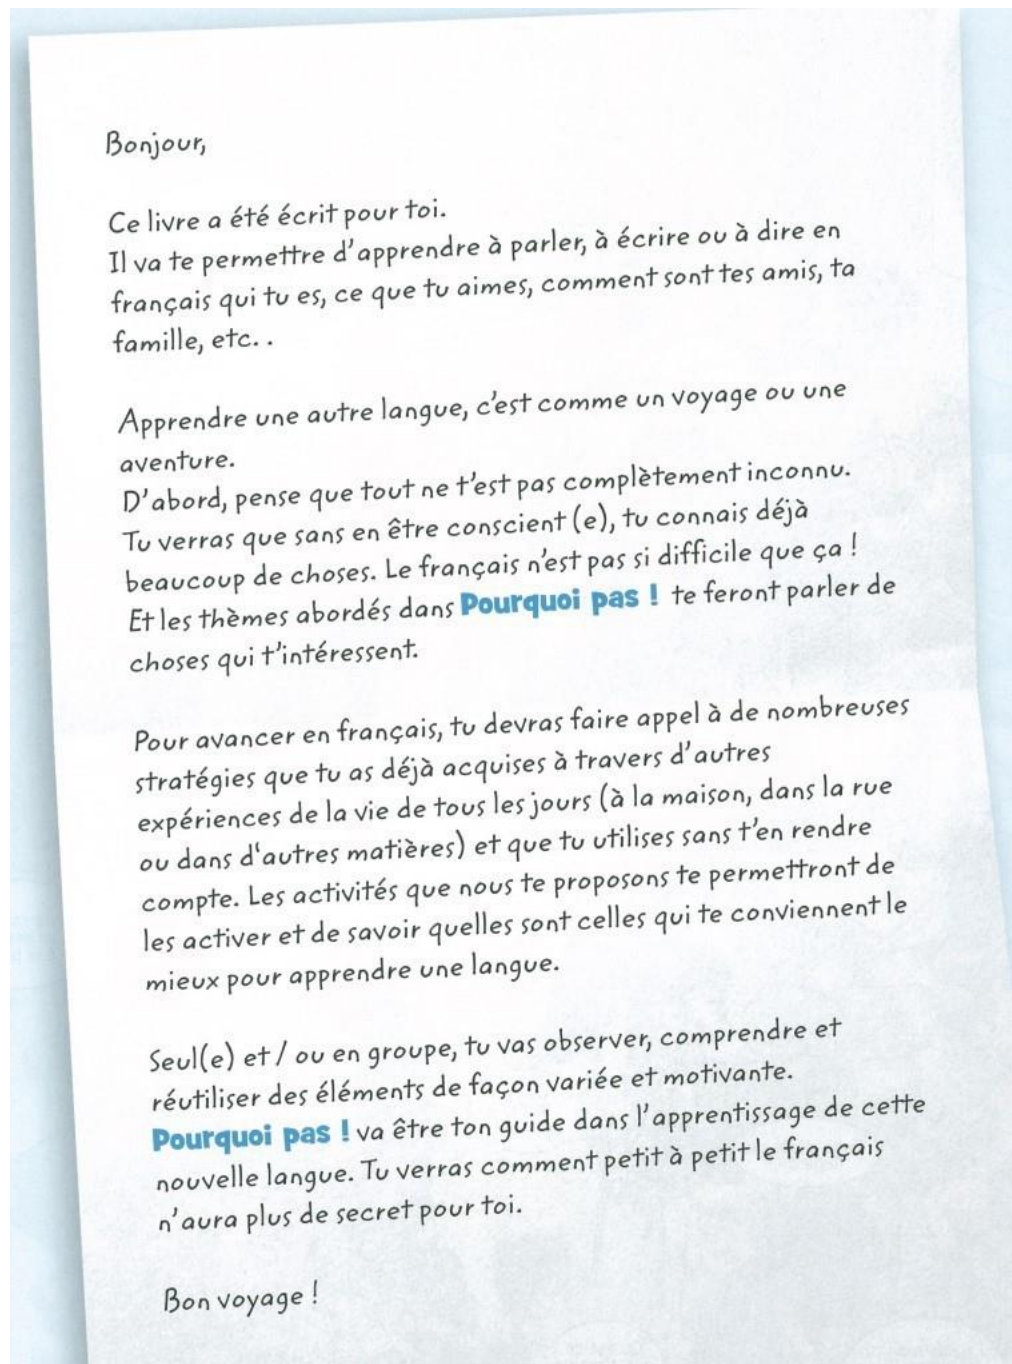 Bonjour,
Ce livre a été écrit pour toi.
Il va te permettre d'apprendre à parler, à écrire ou à dire en
français qui tu es, ce que tu aimes, comment sont tes amis, ta
famille, etc. .
Apprendre une autre langue, c'est comme un voyage ou une
aventure.
D'abord, pense que tout ne t'est pas complètement inconnu.
Tu verras que sans en être conscient (e), tu connais déjà
beaucoup de choses. Le français n'est pas si difficile que ça !
Et les thèmes abordés dans Pourquoi pas ! te feront parler de
choses qui t'intéressent.
Pour avancer en français, tu devras faire appel à de nombreuses
stratégies que tu as déjà acquises à travers d'autres
expériences de la vie de tous les jours (à la maison, dans la rue
ou dans d'autres matières) et que tu utilises sans t'en rendre
compte. Les activités que nous te proposons te permettront de
les activer et de savoir quelles sont celles qui te conviennent le
mieux pour apprendre une langue.
Seul(e) et / ou en groupe, tu vas observer, comprendre et
réutiliser des éléments de façon variée et motivante.
Pourquoi pas ! va être ton guide dans l'apprentissage de cette
nouvelle langue. Tu verras comment petit à petit le français
n'aura plus de secret pour toi.
Bon voyage !